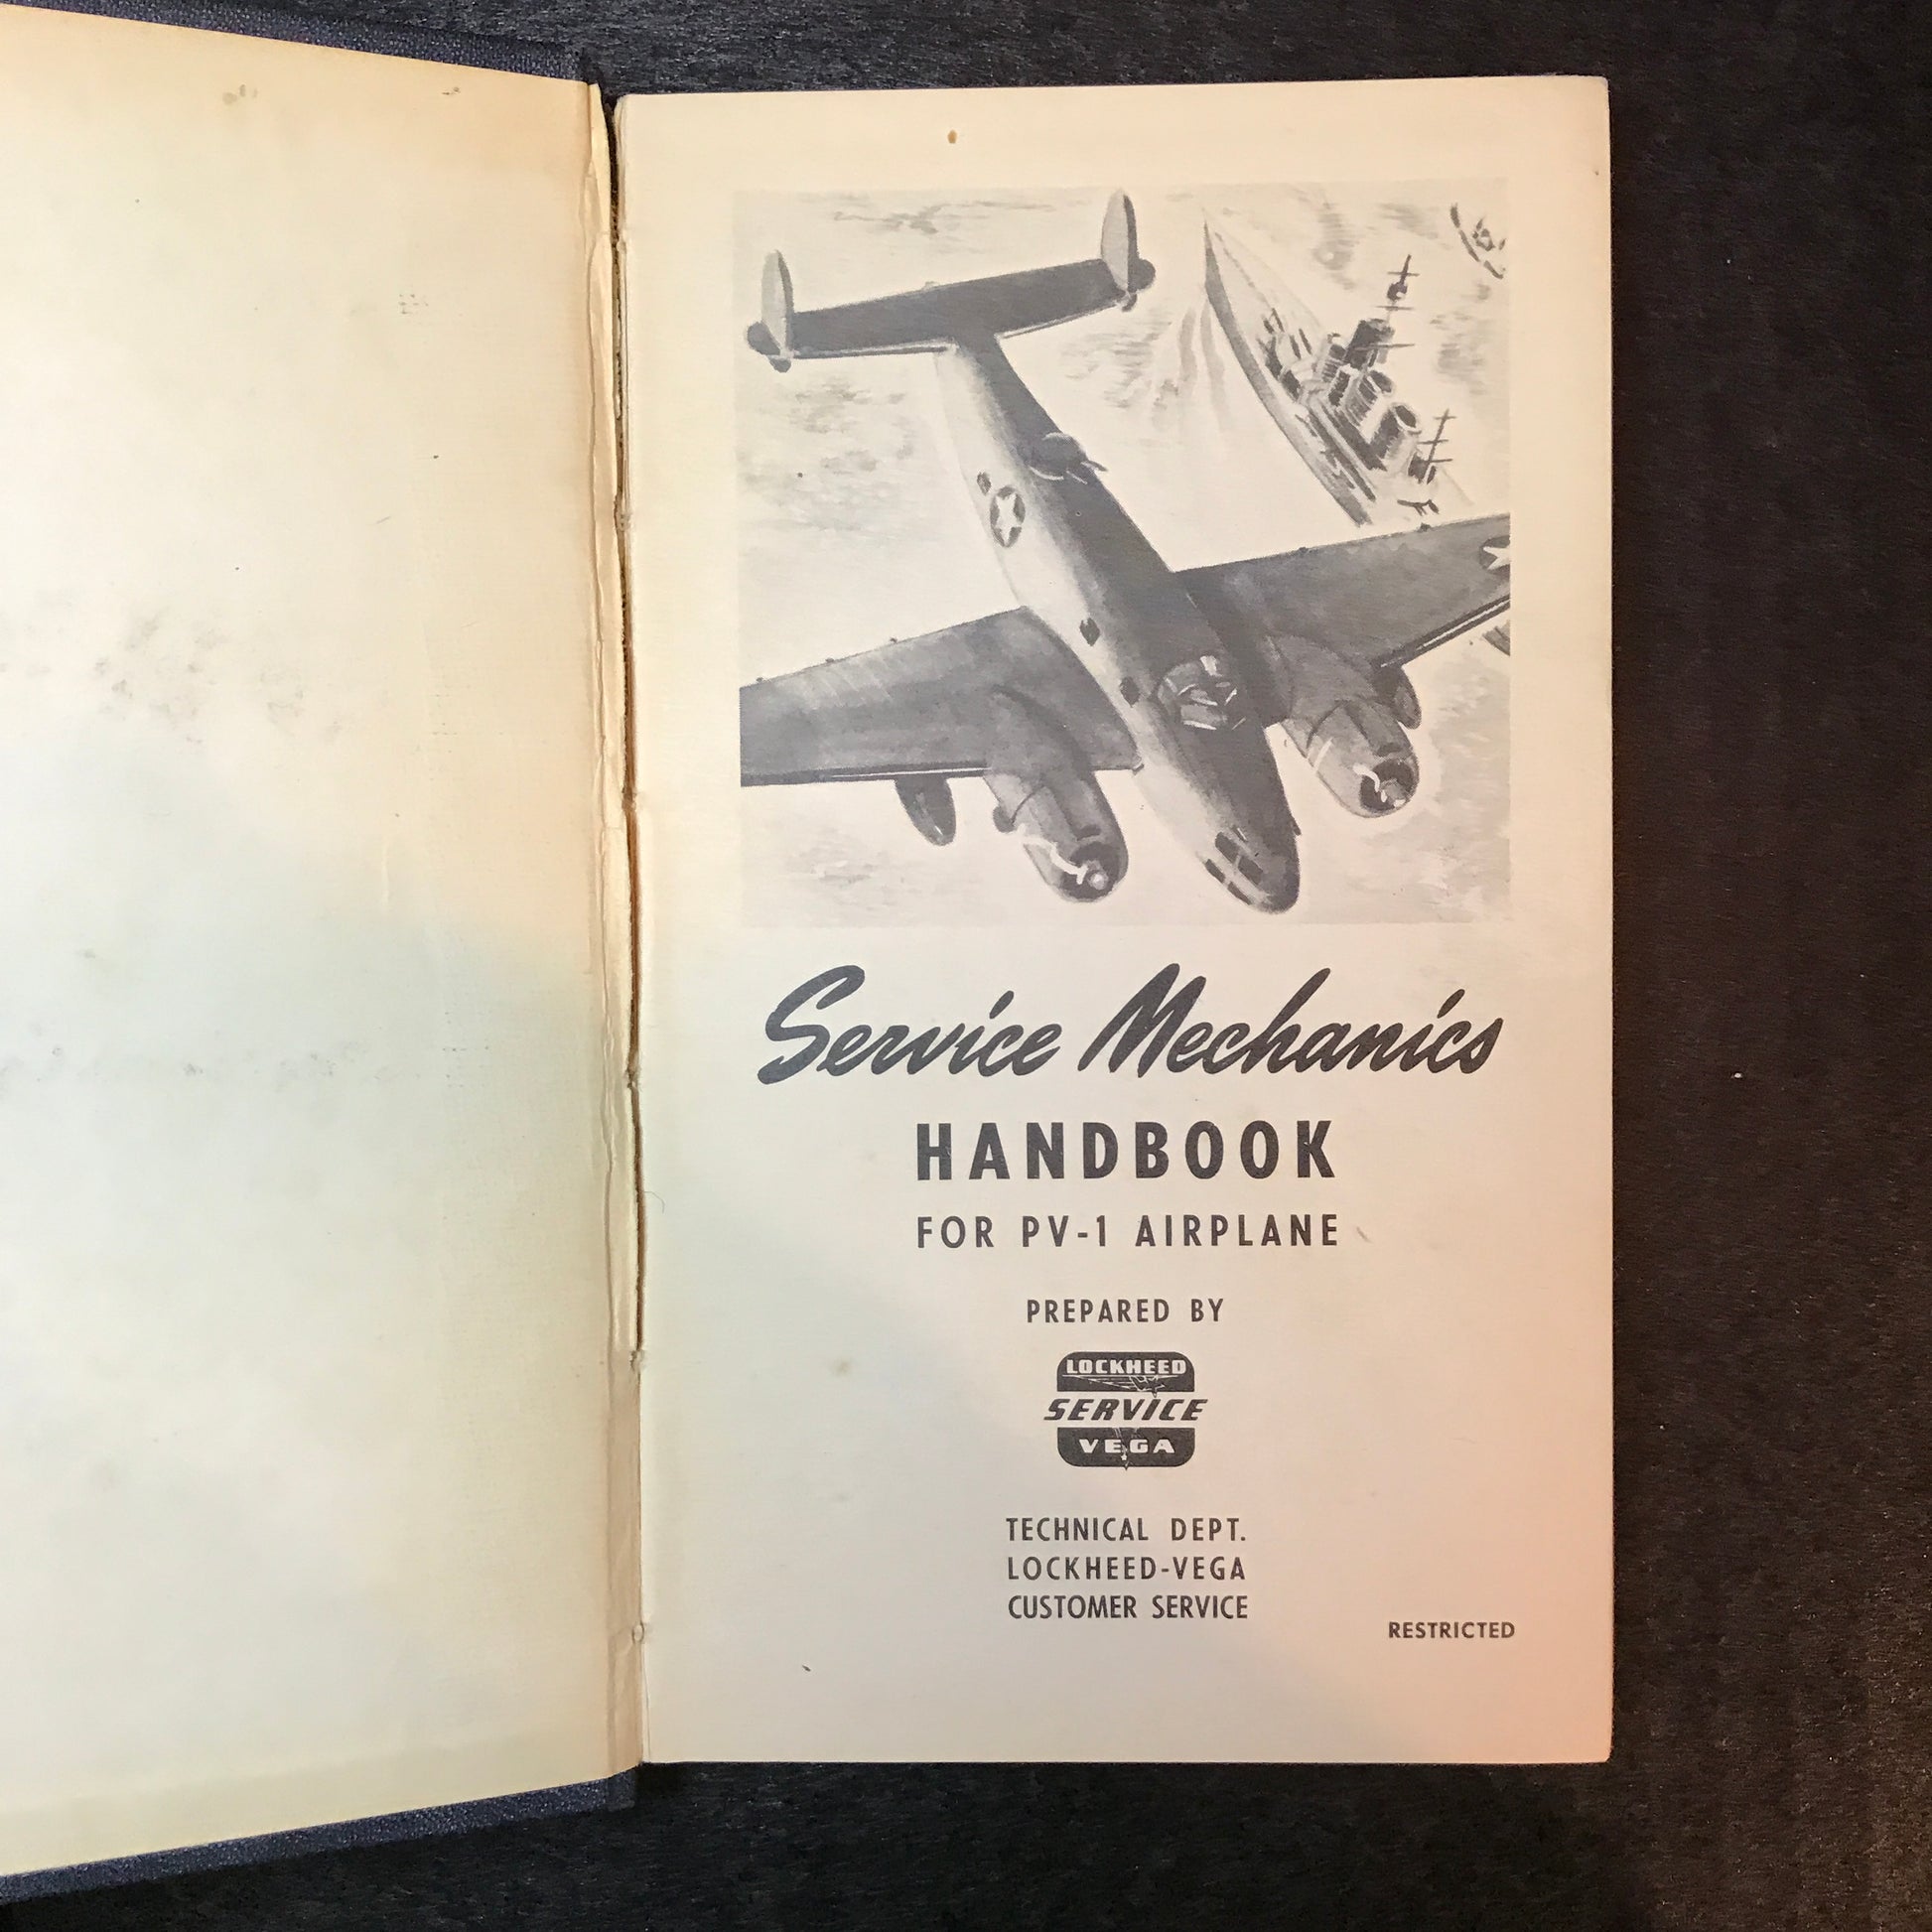 Service Mechanics
HANDBOOK
FOR PV-1 AIRPLANE
PREPARED BY
LOCKHEED
SERVICE
VEGA
TECHNICAL DEPT.
LOCKHEED-VEGA
CUSTOMER SERVICE
RESTRICTED